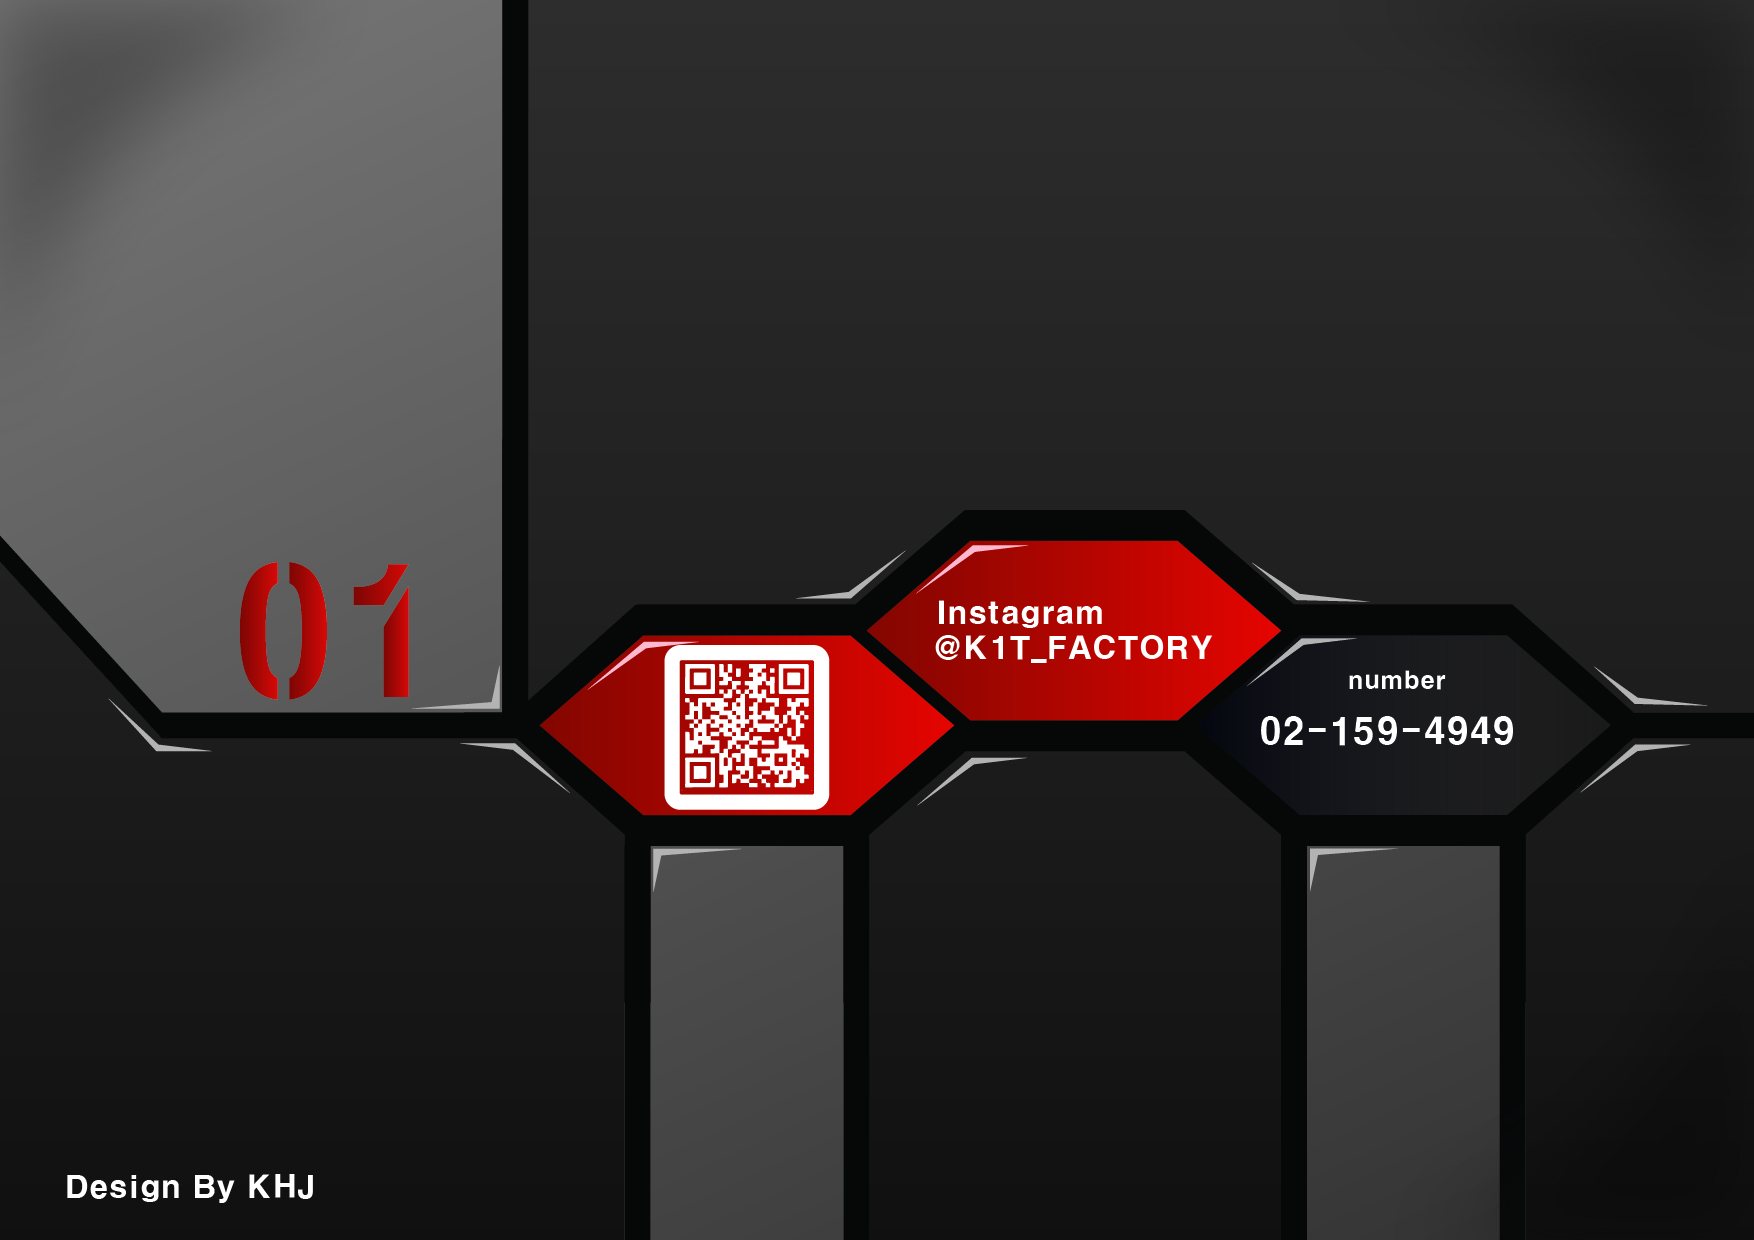 01
Instagram
@K1T_FACTORY
number
02-159-4949
Design By KHJ